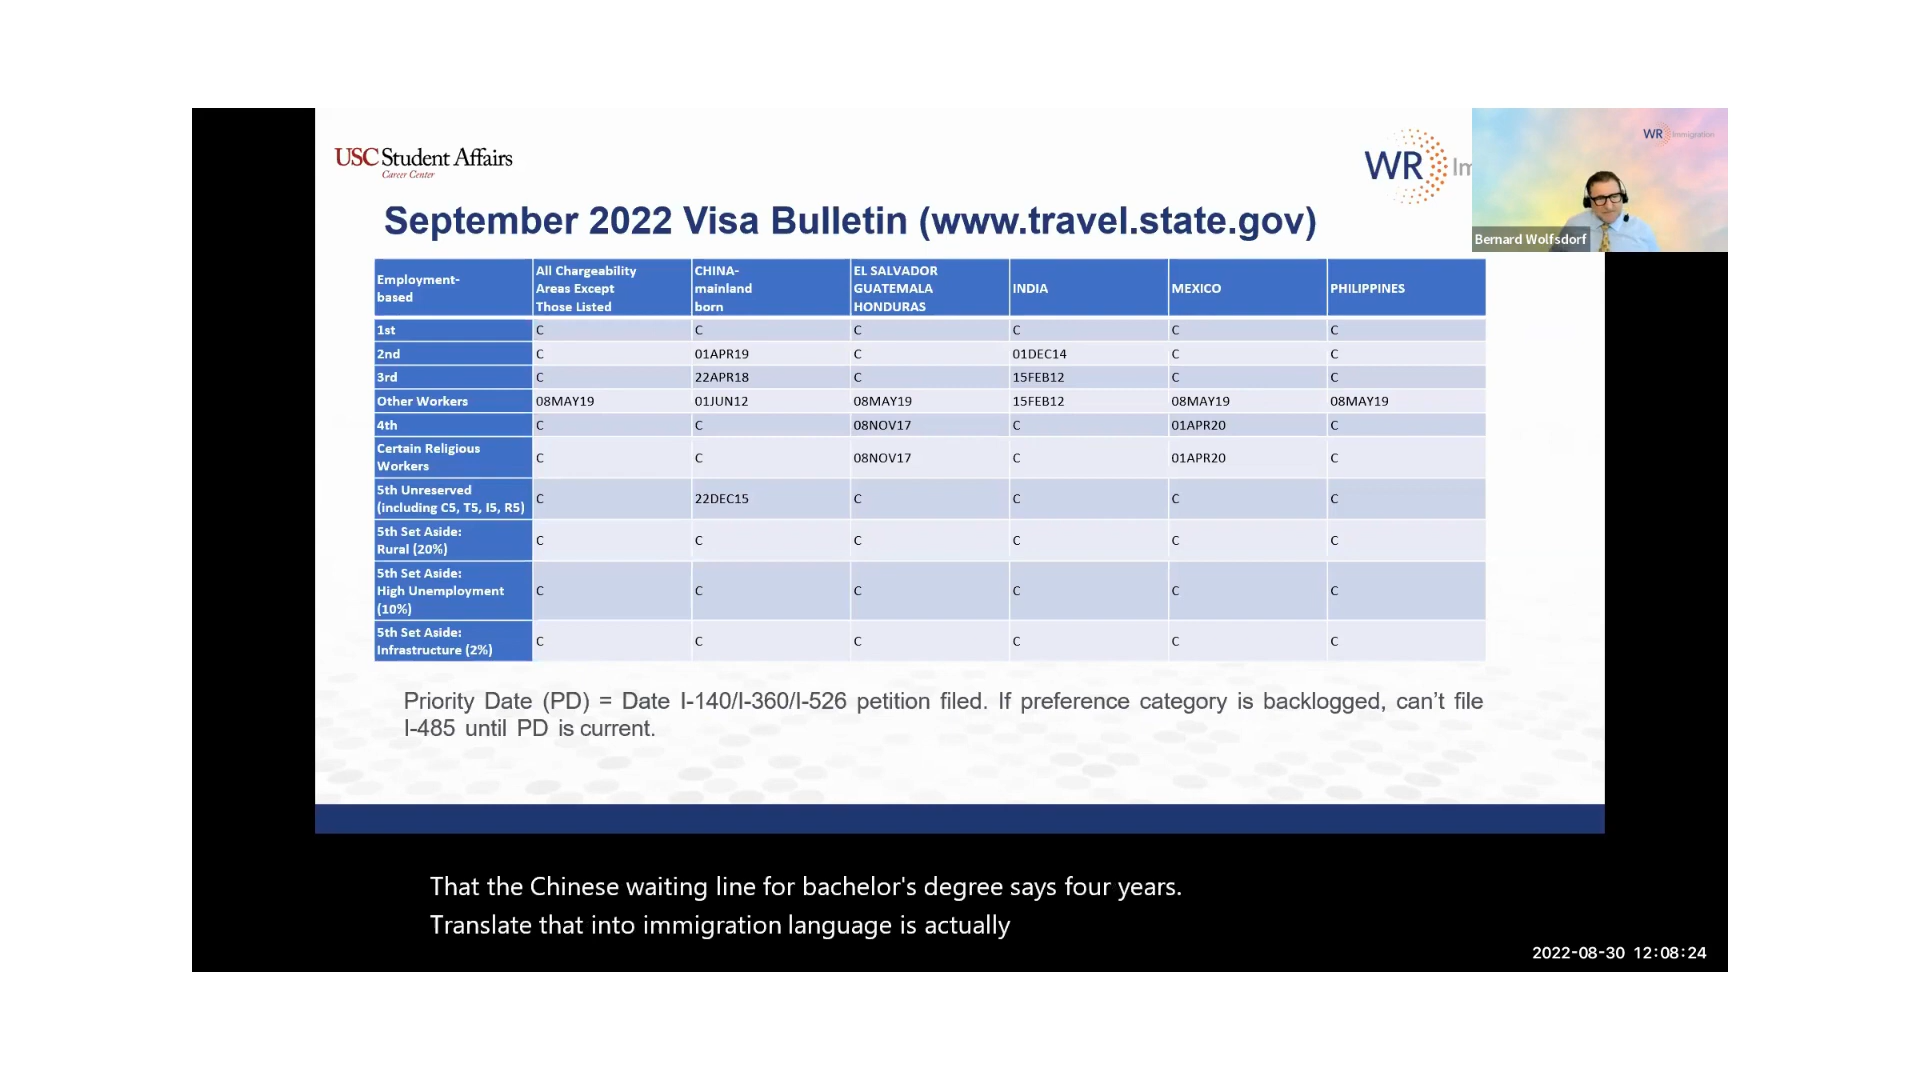 USC Student Affairs
Career Center
WR Im
WR Immigration
Bernard Wolfsdorf
September 2022 Visa Bulletin (www.travel.state.gov)
Employment-
based
All Chargeability
Areas Except
Those Listed
CHINA-
mainland
born
EL SALVADOR
GUATEMALA
HONDURAS
INDIA
MEXICO
PHILIPPINES
1st C C C C C C
2nd C 01APR19 C 01DEC14 C C
3rd C 22APR18 C 15FEB12 C C
Other Workers 08MAY19 01JUN12 08MAY19 15FEB12 08MAY19 08MAY19
4th C C 08NOV17 C 01APR20 C
Certain Religious
Workers
C C 08NOV17 C 01APR20 C
5th Unreserved
(including C5, T5, I5, R5)
C 22DEC15 C C C C
5th Set Aside:
Rural (20%)
C C C C C C
5th Set Aside:
High Unemployment
(10%)
C C C C C C
5th Set Aside:
Infrastructure (2%)
C C C C C C
Priority Date (PD) = Date I-140/I-360/I-526 petition filed. If preference category is backlogged, can’t file
I-485 until PD is current.
That the Chinese waiting line for bachelor's degree says four years.
Translate that into immigration language is actually
2022-08-30 12:08:24